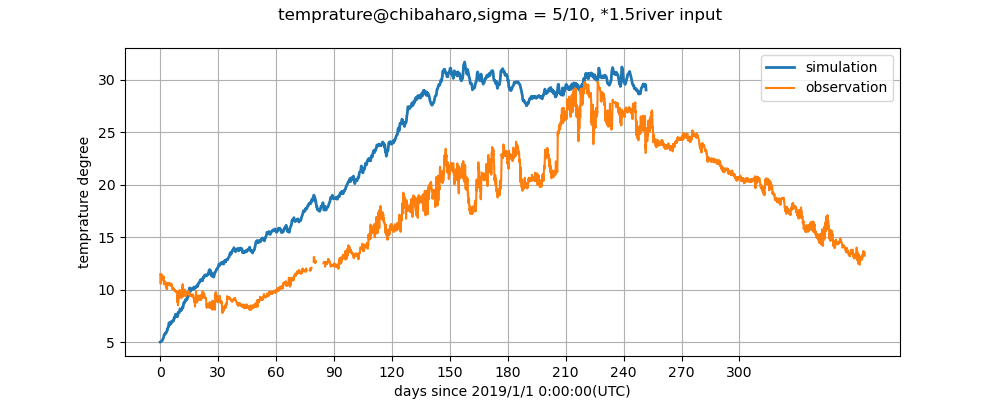 temprature@chibaharo,sigma = 5/10, *1.5river input
temprature degree
30
25
20
15
10
5
simulation
observation
0 30 60 90 120 150 180 210 240 270 300
days since 2019/1/1 0:00:00(UTC)